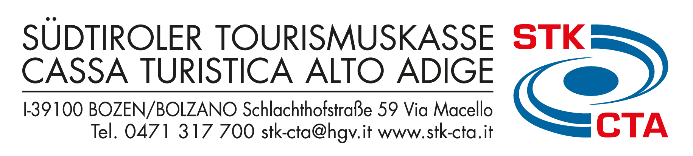 SÜDTIROLER TOURISMUSKASSE
CASSA TURISTICA ALTO ADIGE
I-39100 BOZEN/BOLZANO Schlachthofstraße 59 Via Macello
Tel. 0471 317 700 stk-cta@hgv.it www.stk-cta.it
STK
CTA